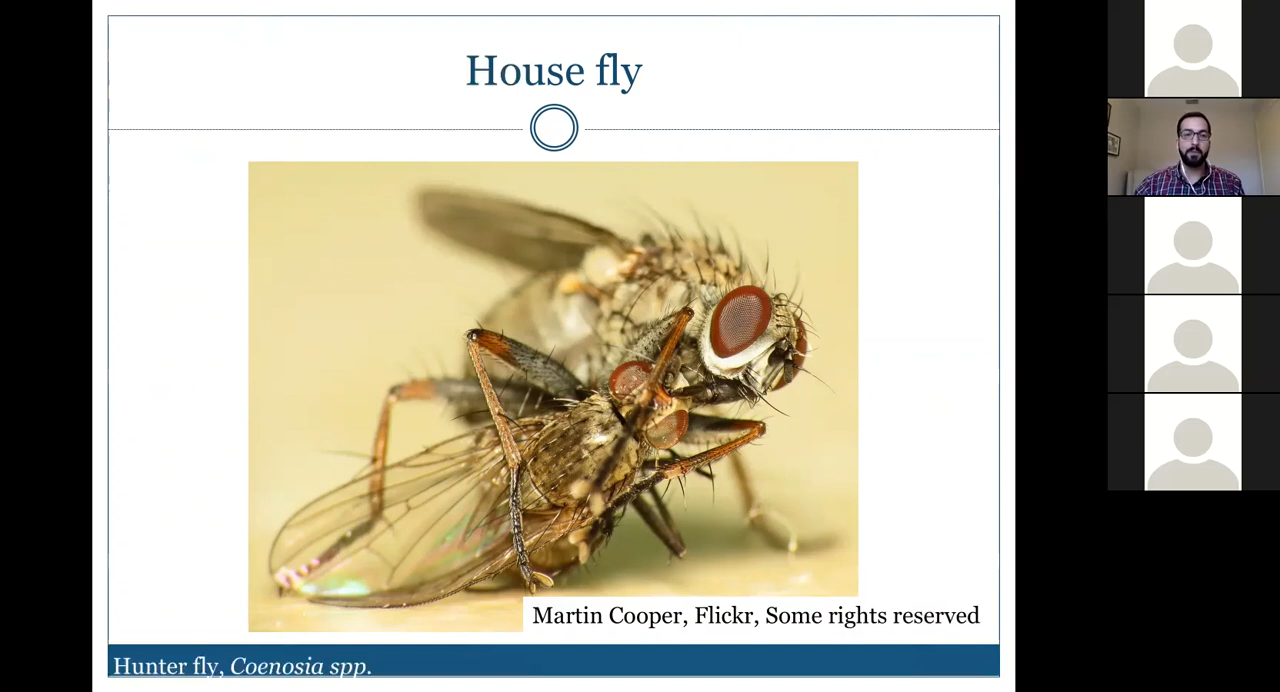 House fly
Martin Cooper, Flickr, Some rights reserved
Hunter fly, Coenosia spp.